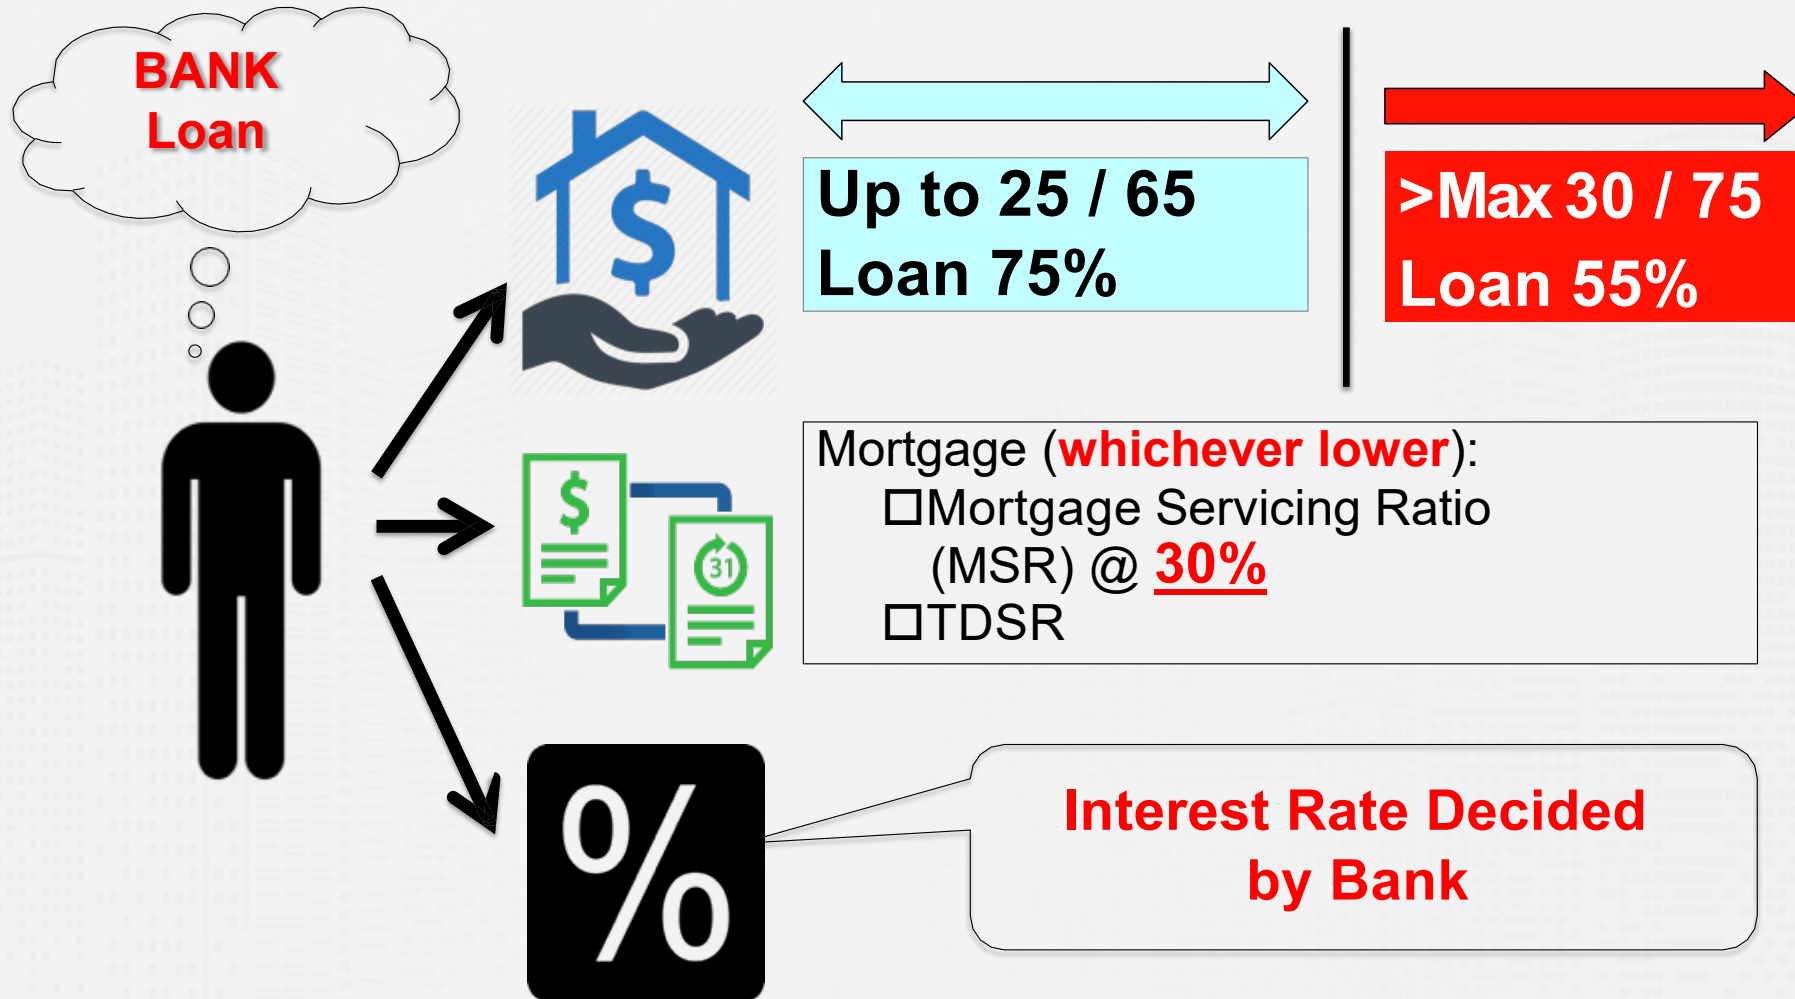 BANK
Loan
Up to 25 / 65
Loan 75%
>Max 30 / 75
Loan 55%
$
Mortgage (whichever lower):
□Mortgage Servicing Ratio
(MSR) @ 30%
□TDSR
$
31
%
Interest Rate Decided
by Bank